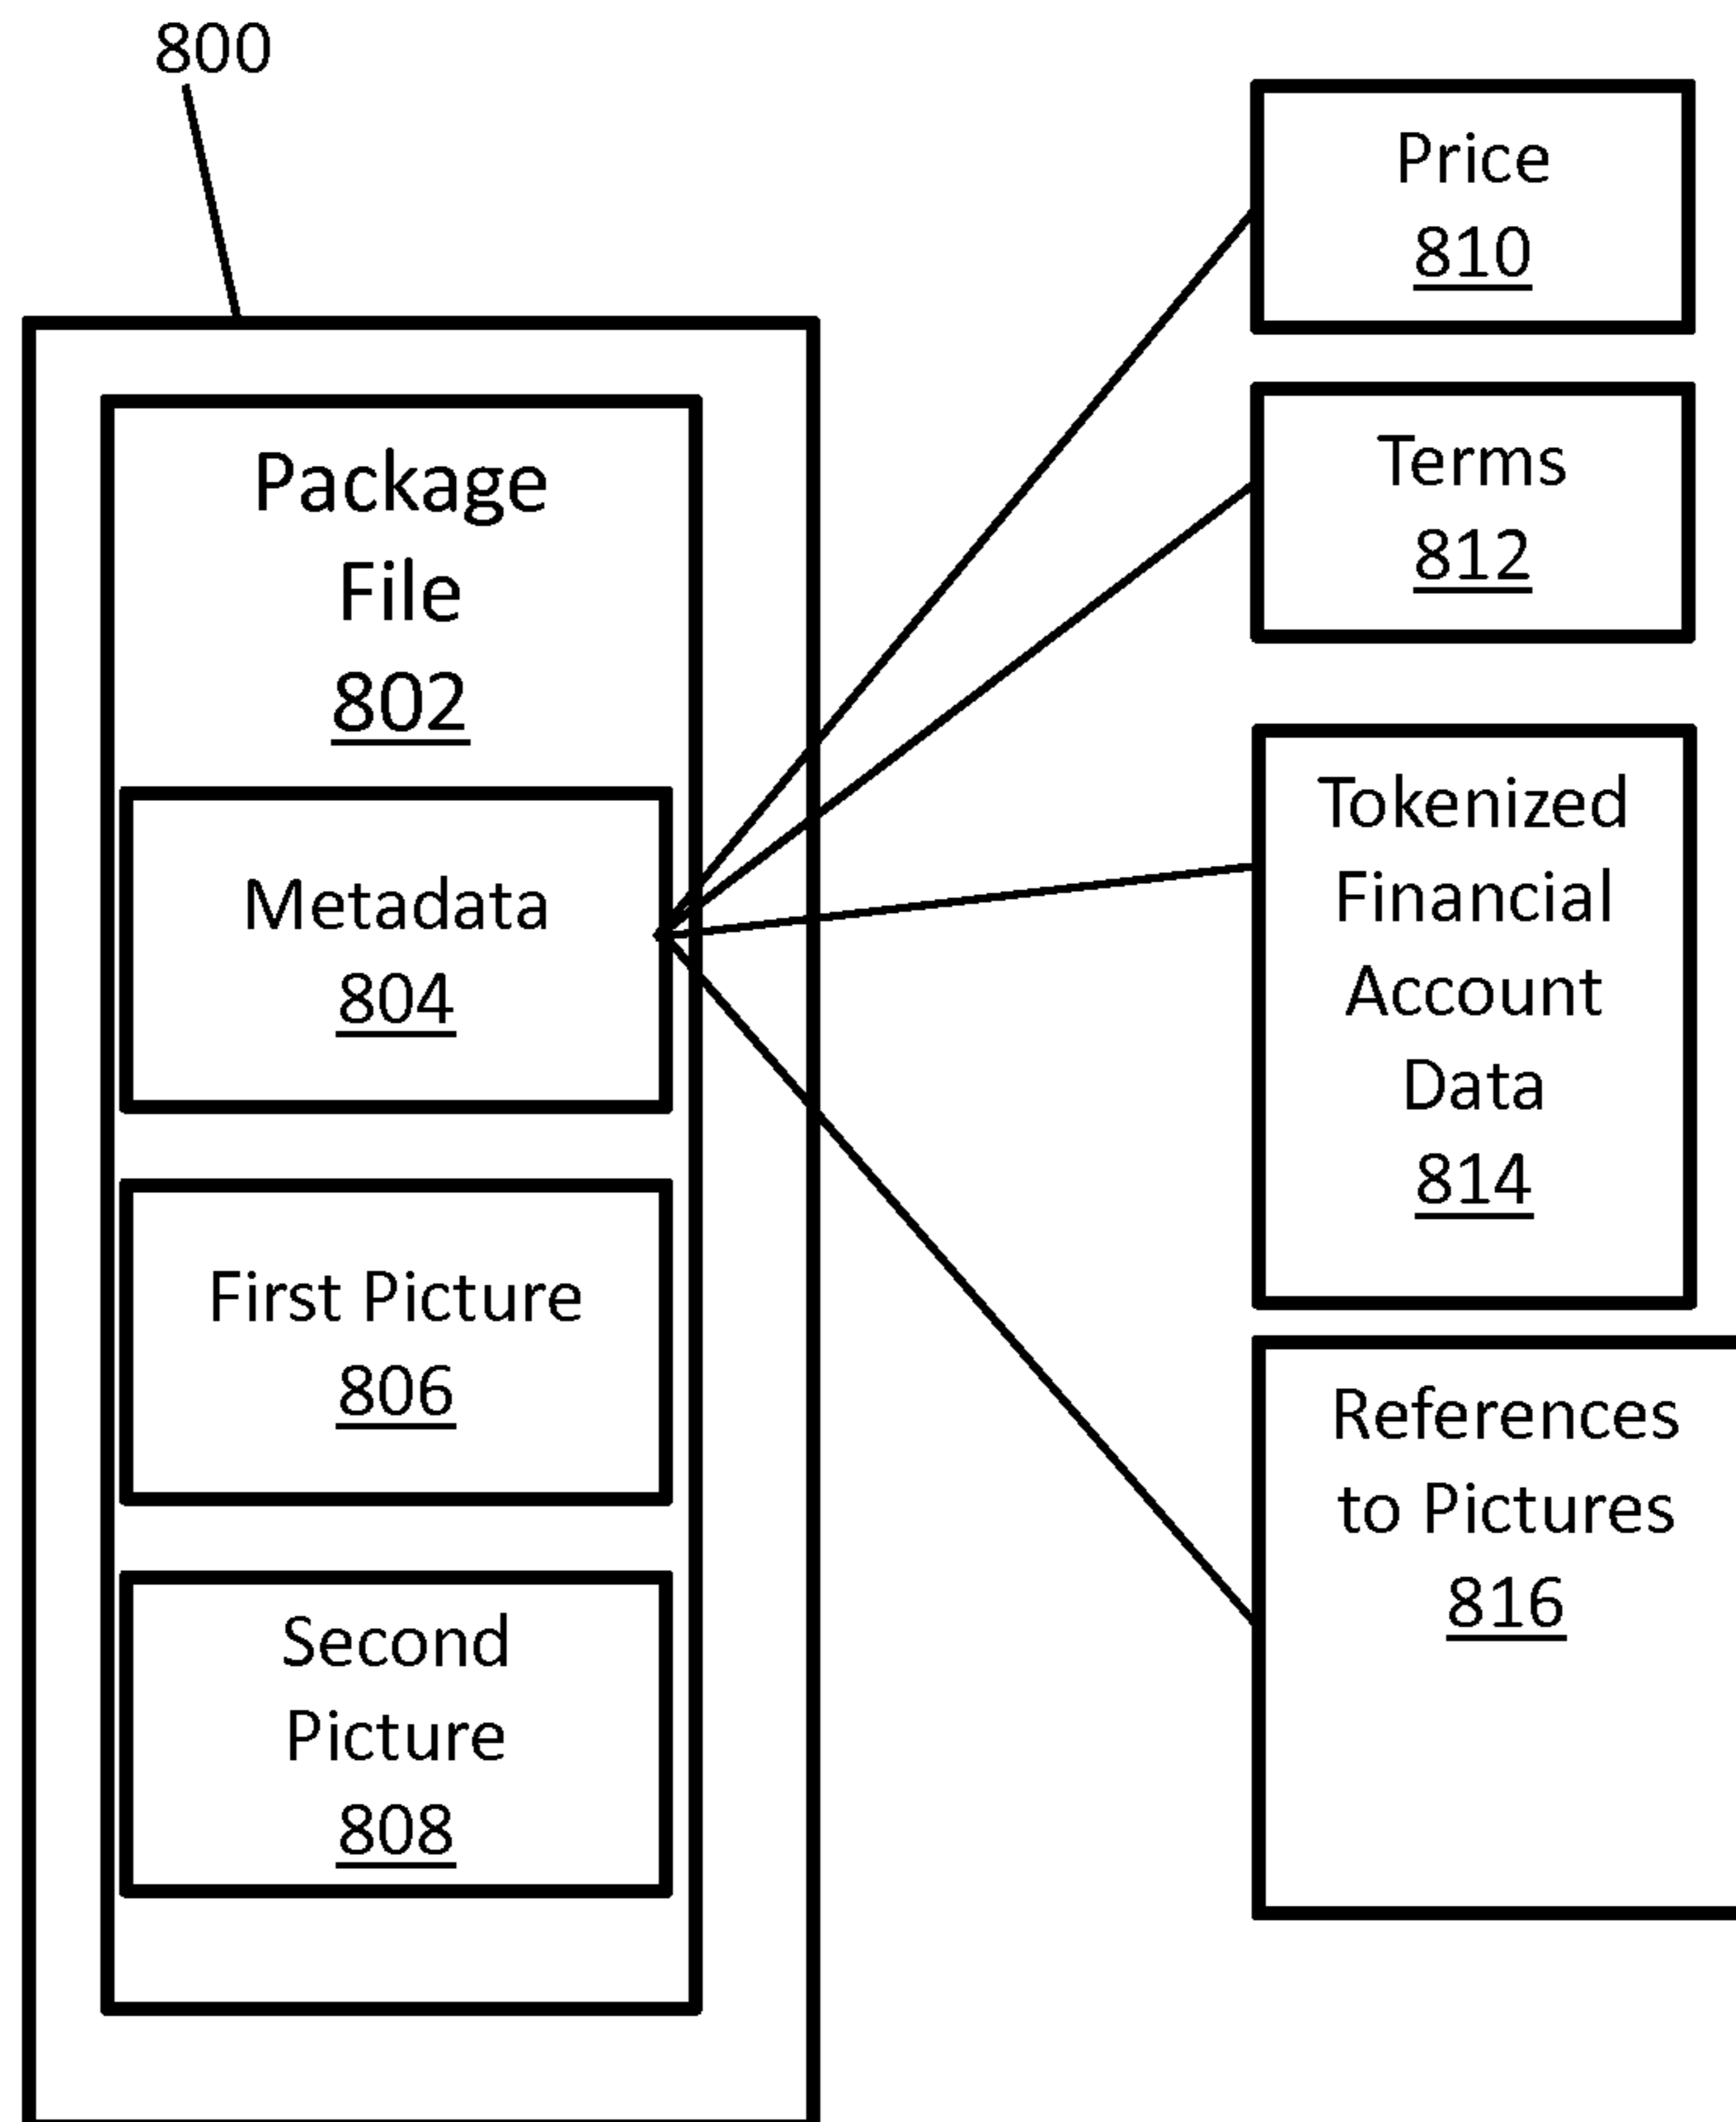 800
Package
File
802
Metadata
804
First Picture
806
Second
Picture
808
Price
810
Terms
812
Tokenized
Financial
Account
Data
814
References
to Pictures
816